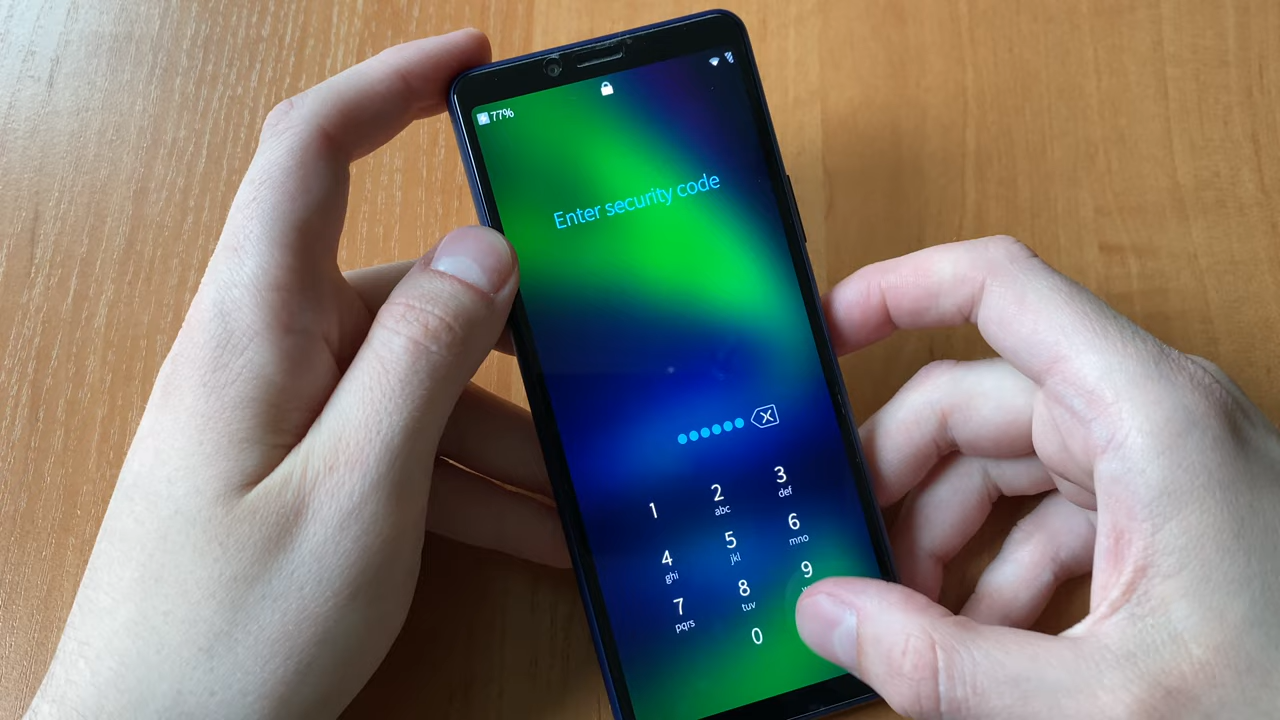 77%
Enter security code
1 2 3
abc def
4 5 6
ghi jkl mno
7 8 9
pqrs tuv
0